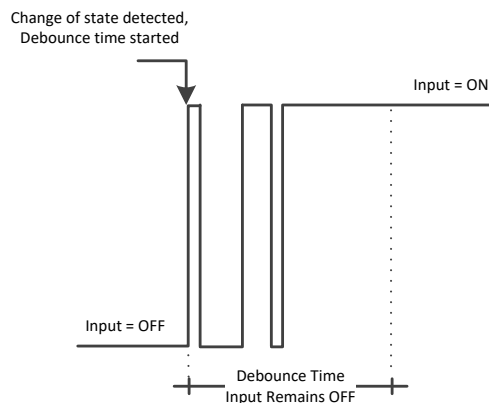 Change of state detected,
Debounce time started
Input = ON
Input = OFF
Debounce Time
Input Remains OFF